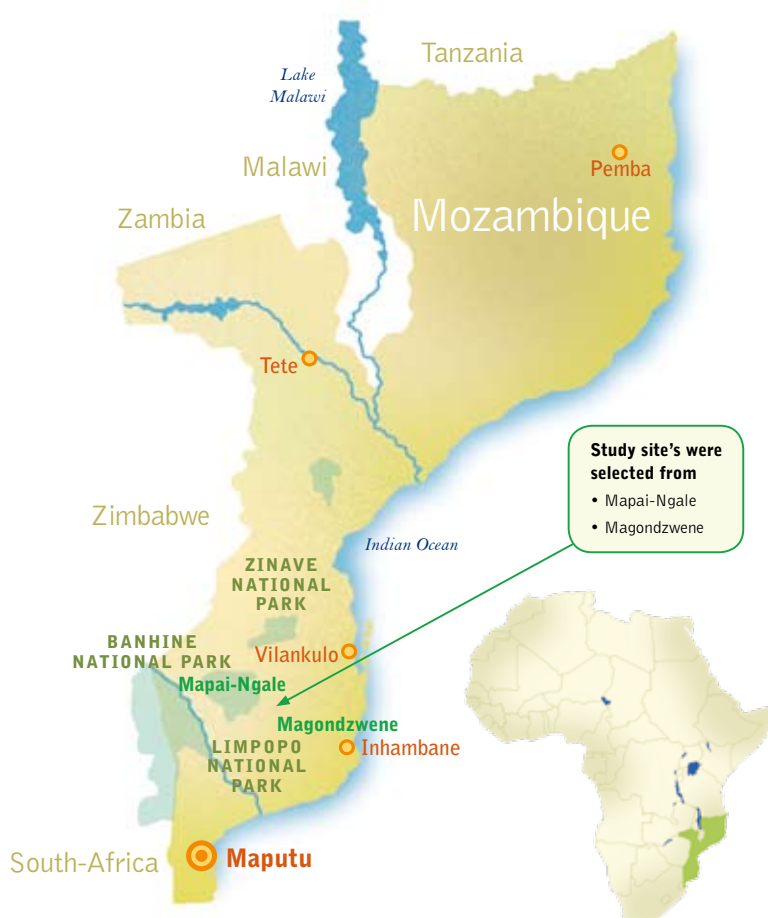 Tanzania
Lake
Malawi
Malawi
Pemba
Mozambique
Zambia
Tete
Study site's were
selected from
• Mapai-Ngale
• Magondzwene
Zimbabwe
Indian Ocean
ZINAVE
NATIONAL
PARK
BANHINE
NATIONAL PARK
Vilankulo
Mapai-Ngale
Magondzwene
LIMPOPO
NATIONAL
PARK
Inhambane
South-Africa
Maputu